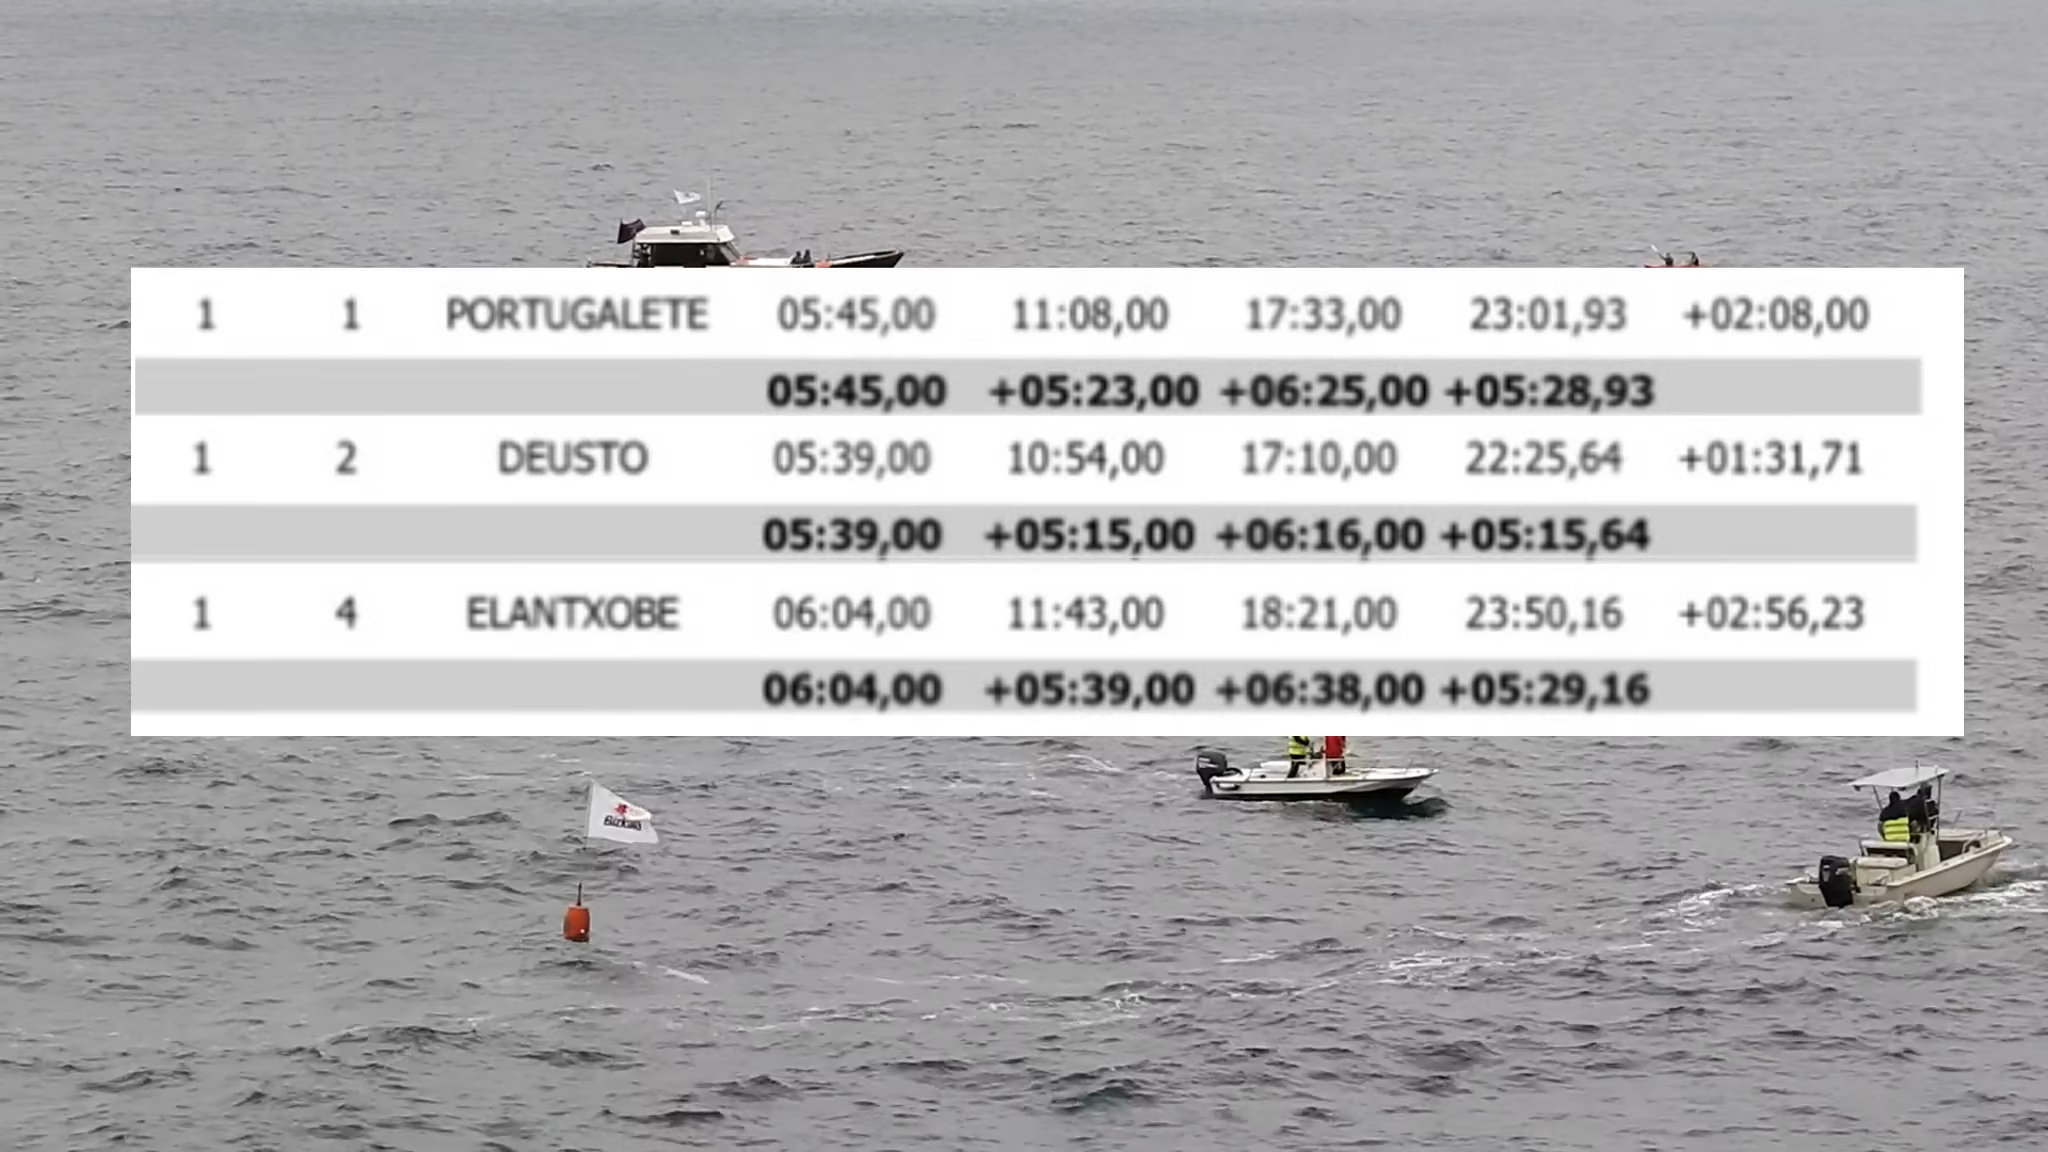 1 1 PORTUGALETE 05:45,00 11:08,00 17:33,00 23:01,93 +02:08,00
05:45,00 +05:23,00 +06:25,00 +05:28,93
1 2 DEUSTO 05:39,00 10:54,00 17:10,00 22:25,64 +01:31,71
05:39,00 +05:15,00 +06:16,00 +05:15,64
1 4 ELANTXOBE 06:04,00 11:43,00 18:21,00 23:50,16 +02:56,23
06:04,00 +05:39,00 +06:38,00 +05:29,16